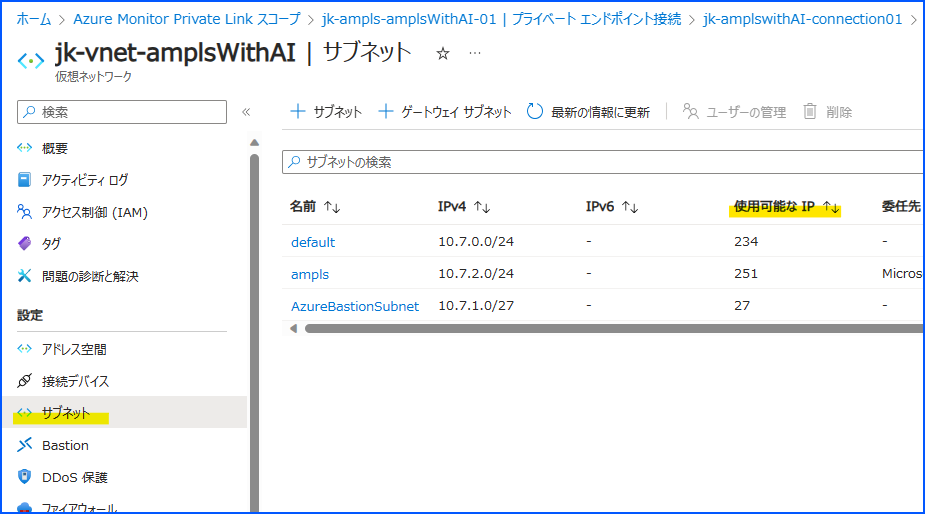 ホーム > Azure Monitor Private Link スコープ > jk-ampls-amplsWithAI-01 | プライベート エンドポイント接続 > jk-amplswithAI-connection01 >
jk-vnet-amplsWithAI | サブネット ☆ …
仮想ネットワーク
検索 «
+ サブネット + ゲートウェイ サブネット 最新の情報に更新 ユーザーの管理 削除
概要
アクティビティ ログ
アクセス制御 (IAM)
タグ
問題の診断と解決
設定
アドレス空間
接続デバイス
サブネット
Bastion
DDoS 保護
ファイアウォール
サブネットの検索
名前 ↑↓ IPv4 ↑↓ IPv6 ↑↓ 使用可能な IP ↑↓ 委任先
default 10.7.0.0/24 - 234 -
ampls 10.7.2.0/24 - 251 Micros
AzureBastionSubnet 10.7.1.0/27 - 27 -